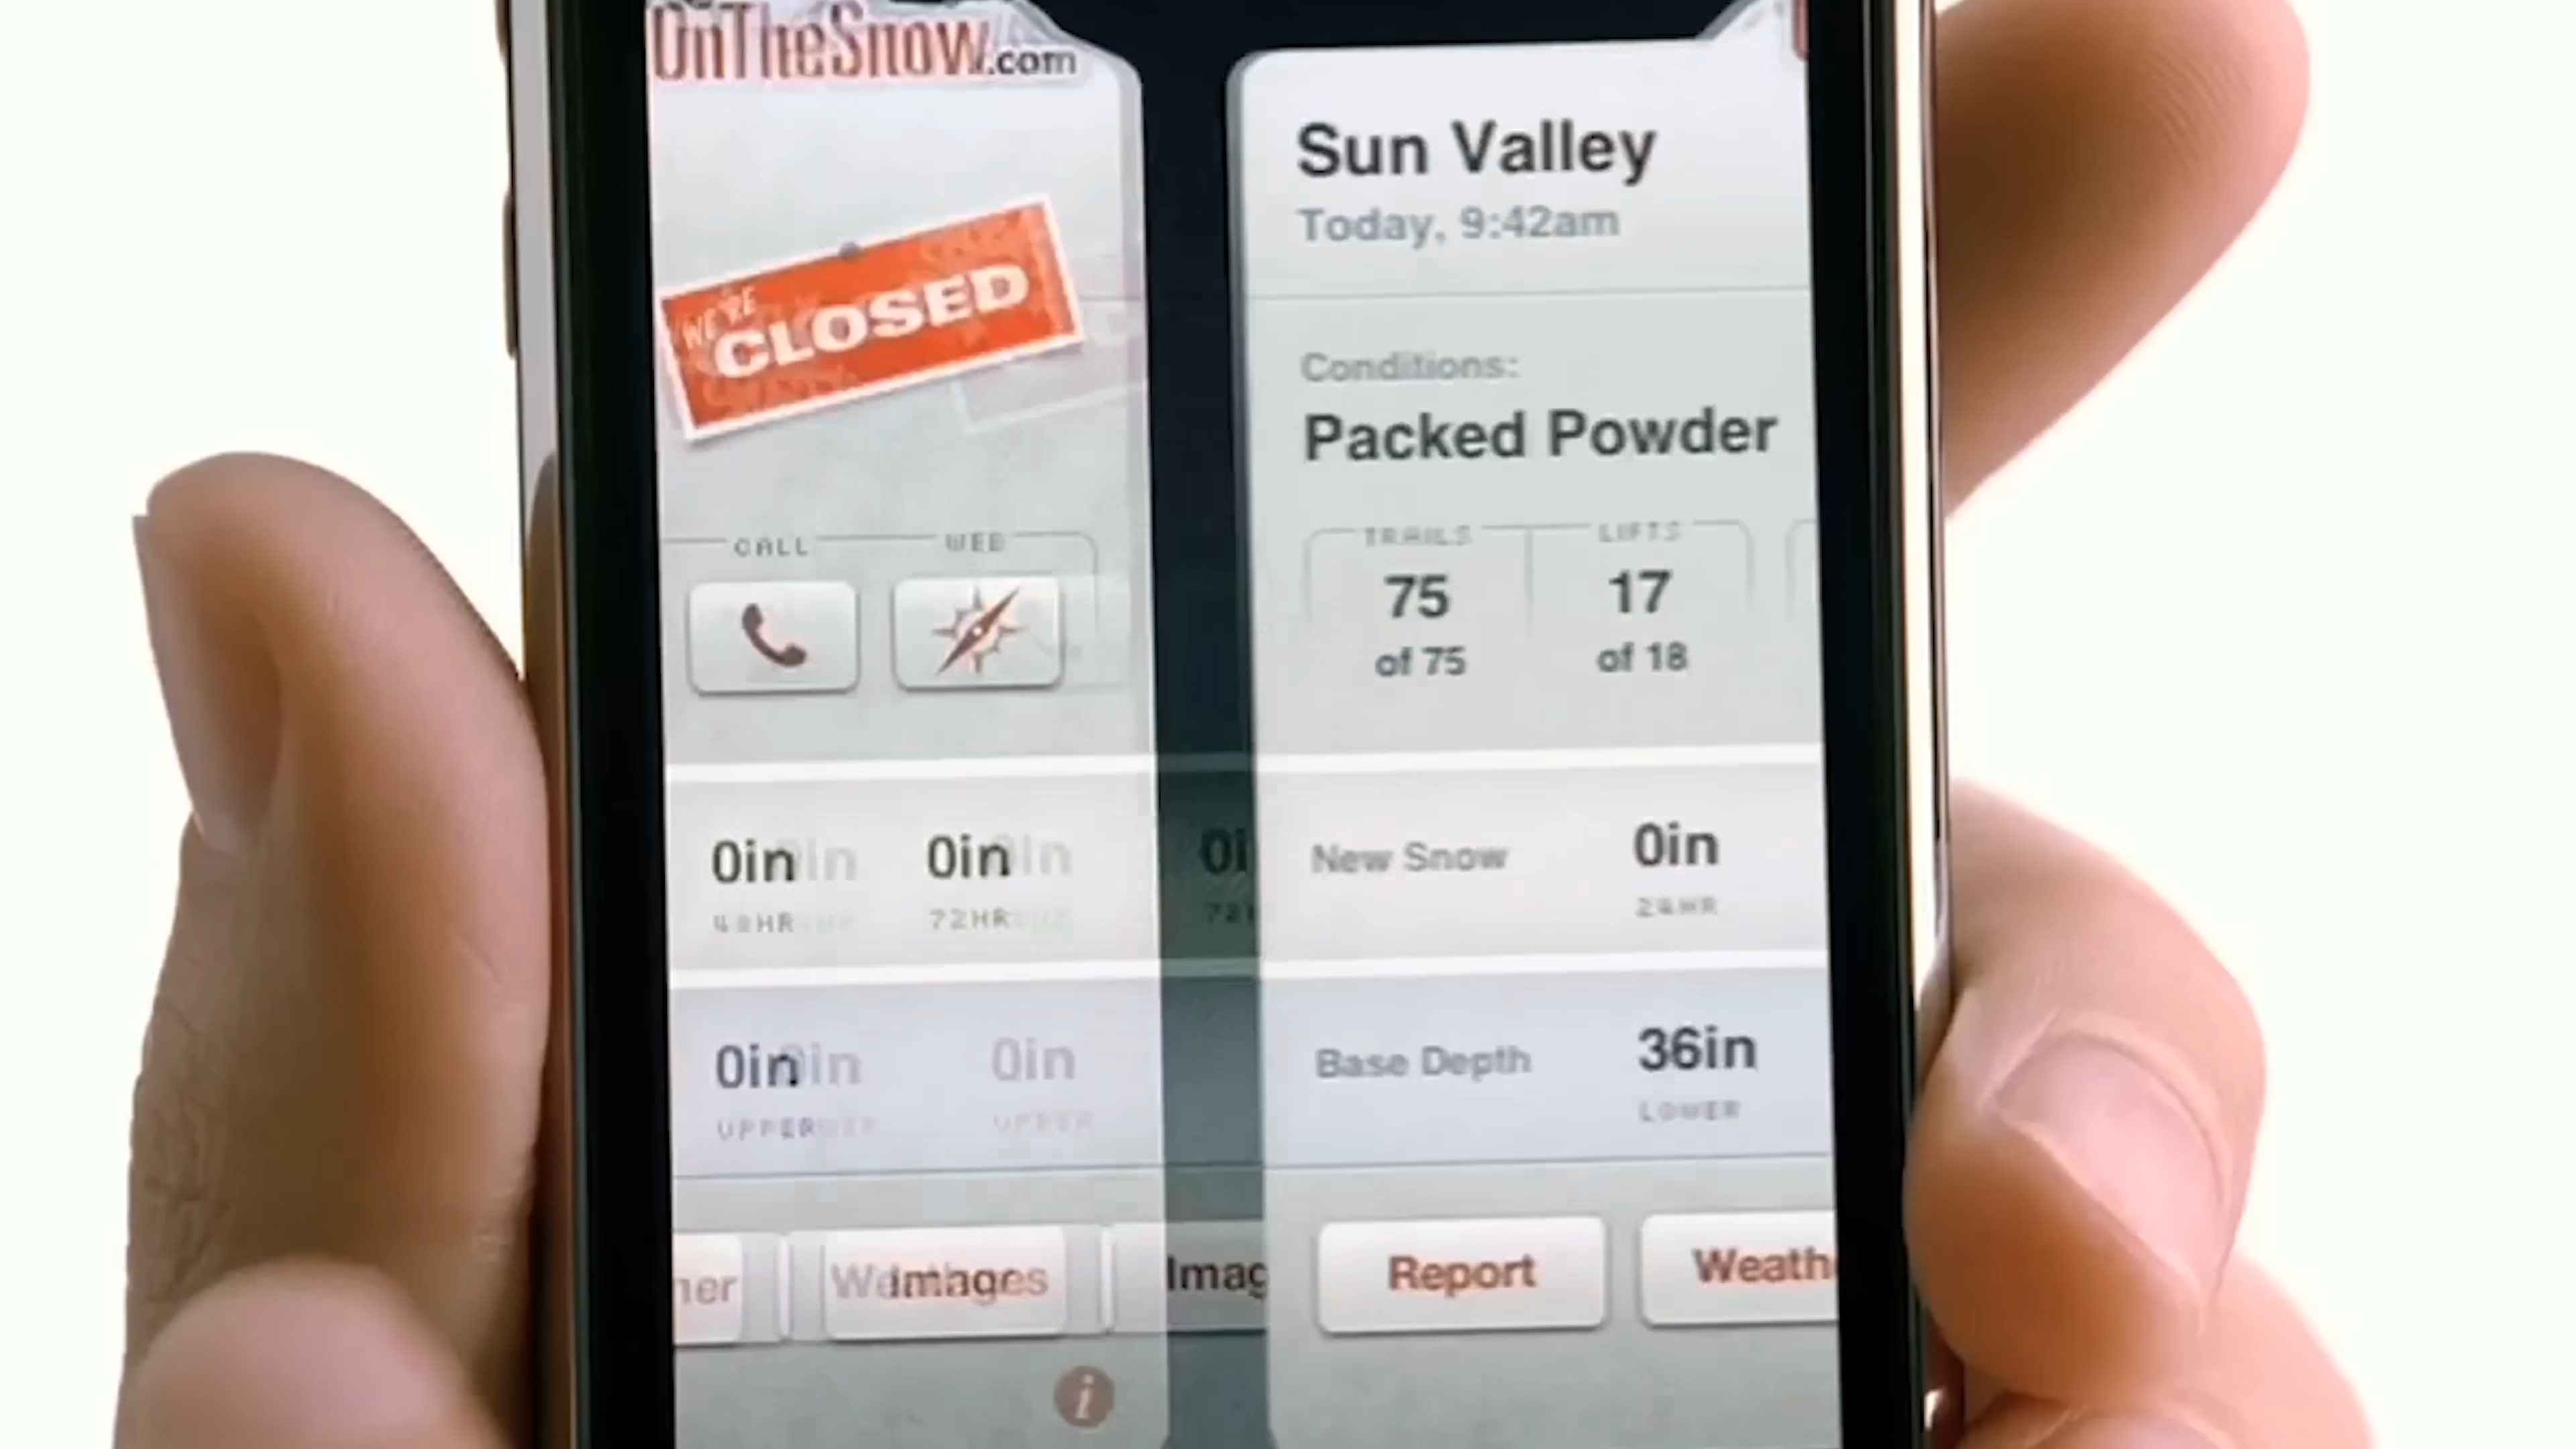 OnTheSnow.com
WE'RE
CLOSED
CALL WEB
0in 0in
48HR 72HR
0in 0in
UPPER UPPER
Images
Sun Valley
Today, 9:42am
Conditions:
Packed Powder
TRAILS LIFTS
75 17
of 75 of 18
New Snow 0in
24HR
Base Depth 36in
LOWER
Report Weath